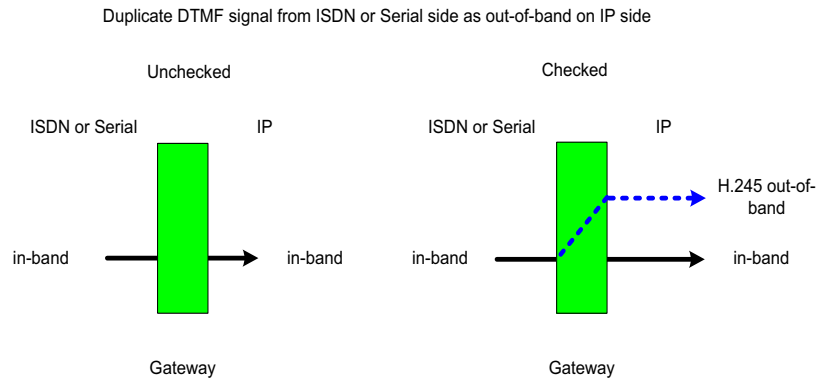 Duplicate DTMF signal from ISDN or Serial side as out-of-band on IP side
Unchecked
ISDN or Serial
IP
in-band
in-band
Gateway
Checked
ISDN or Serial
IP
H.245 out-of-
band
in-band
in-band
Gateway